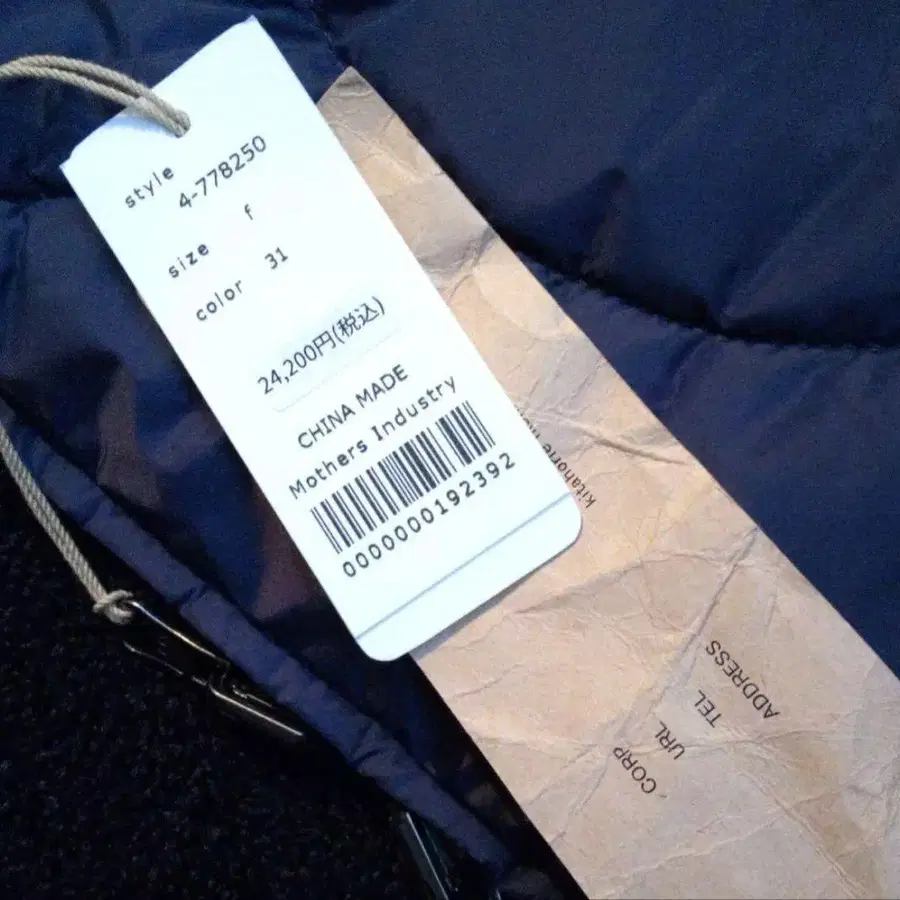 style
4-778250
size f
color 31
24,200円(税込)
CHINA MADE
Mothers Industry
0000000192392
kitahorie
ADDRESS
TEL
URL
CORP